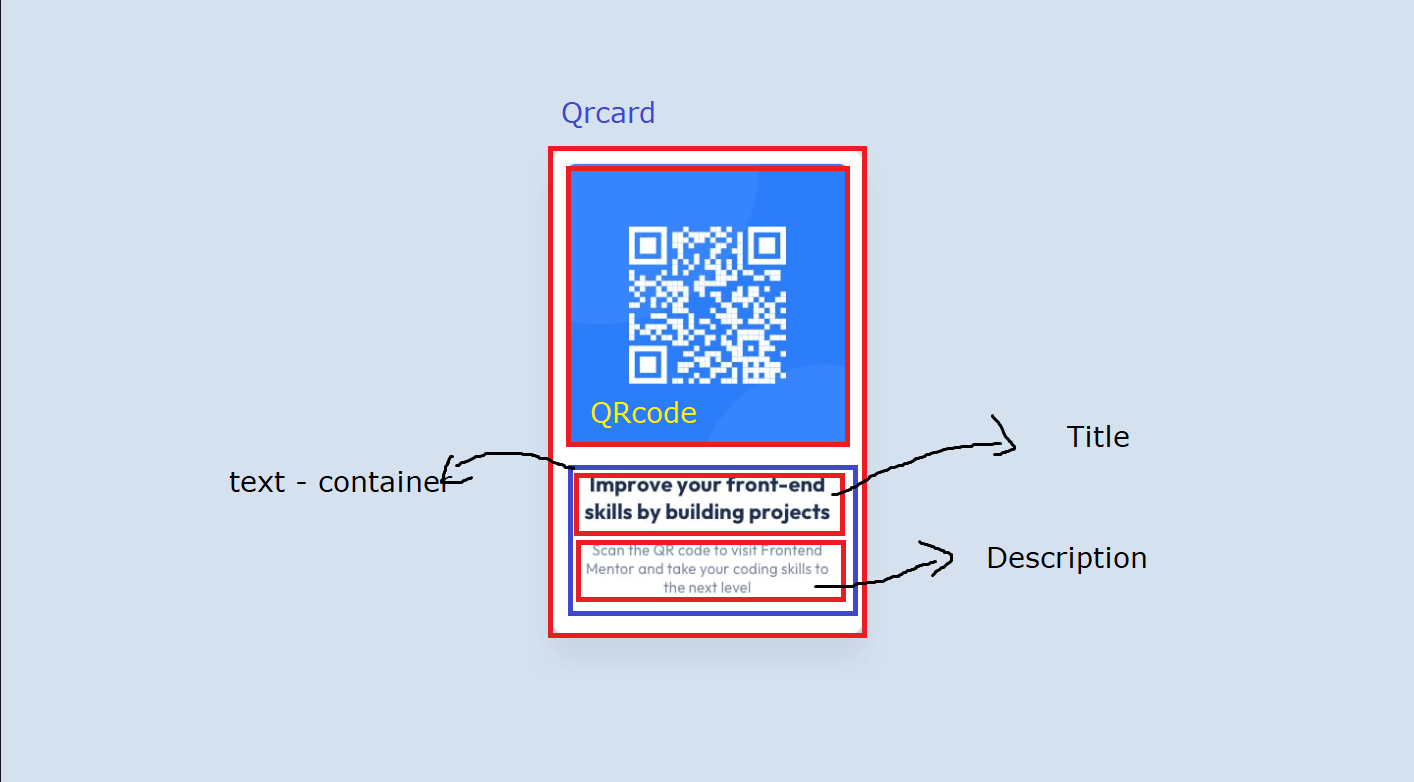 Qrcard
QRcode
Title
text - container
Improve your front-end
skills by building projects
Scan the QR code to visit Frontend
Mentor and take your coding skills to
the next level
Description